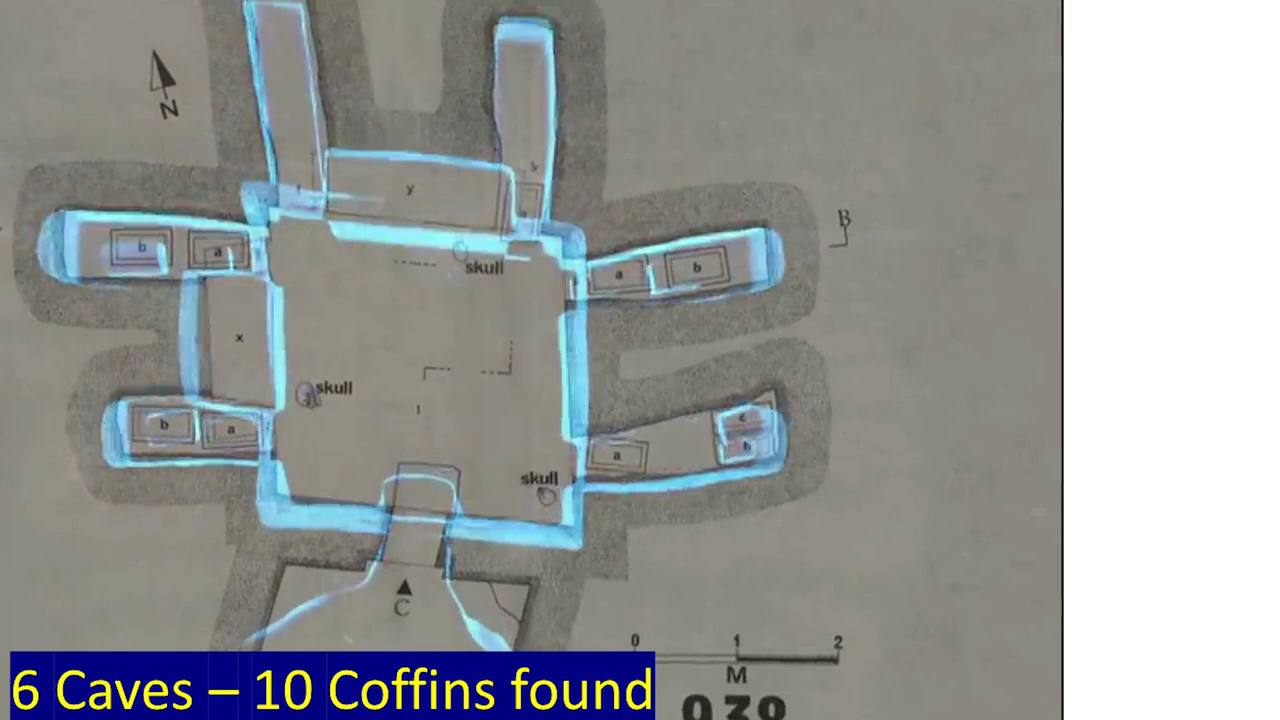 N
y
B
b
a
skull
a
b
x
skull
b
a
a
c
b
skull
C
0 1 2
M
6 Caves – 10 Coffins found